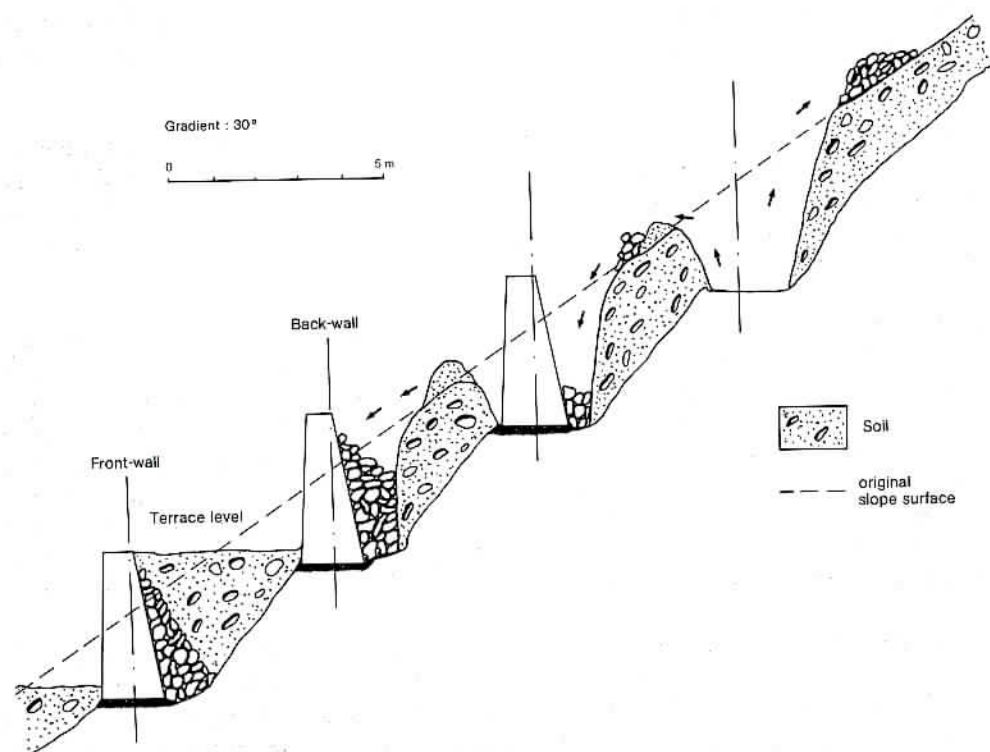 Gradient : 30°
0 5 m
Back-wall
Front-wall
Terrace level
Soil
original
slope surface